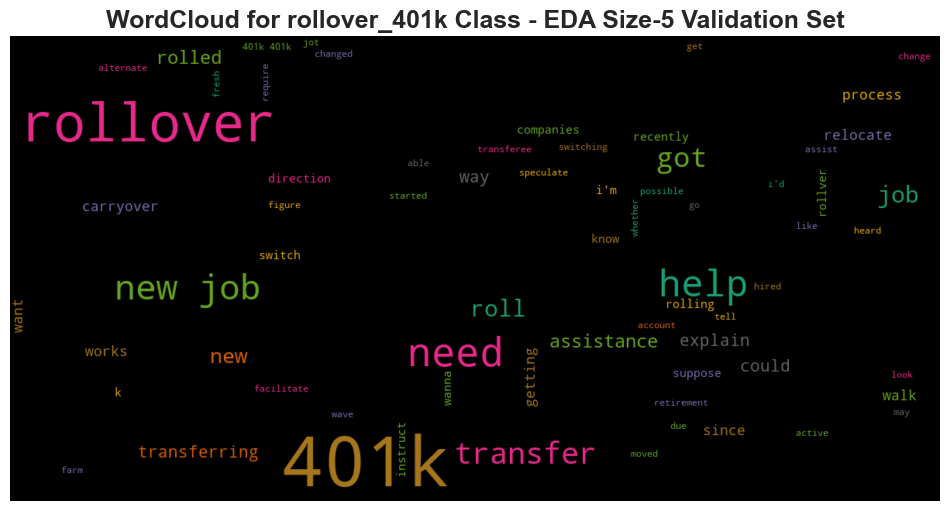 WordCloud for rollover_401k Class - EDA Size-5 Validation Set
401k 401k
jot
get
rolled
changed
change
alternate
fresh
require
process
rollover
companies
recently
relocate
transferee
switching
assist
got
able
way
speculate
direction
i'm
possible
i'd
rollver
job
started
carryover
figure
whether
go
like
heard
know
switch
new job
help
hired
want
roll
rolling
tell
account
need
assistance
explain
works
new
getting
could
suppose
look
k
facilitate
wanna
walk
retirement
wave
may
due
since
active
401k
instruct
transfer
transferring
moved
farm